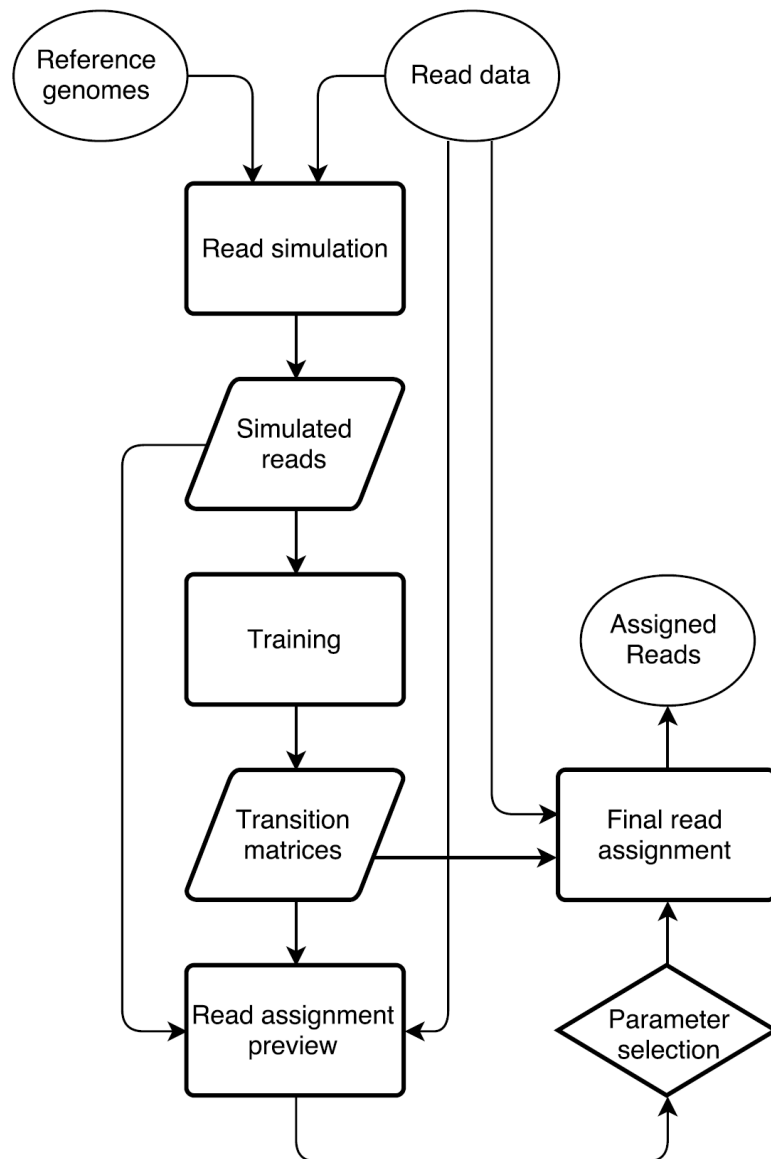 Reference
genomes
Read data
Read simulation
Simulated
reads
Training
Assigned
Reads
Transition
matrices
Final read
assignment
Read assignment
preview
Parameter
selection